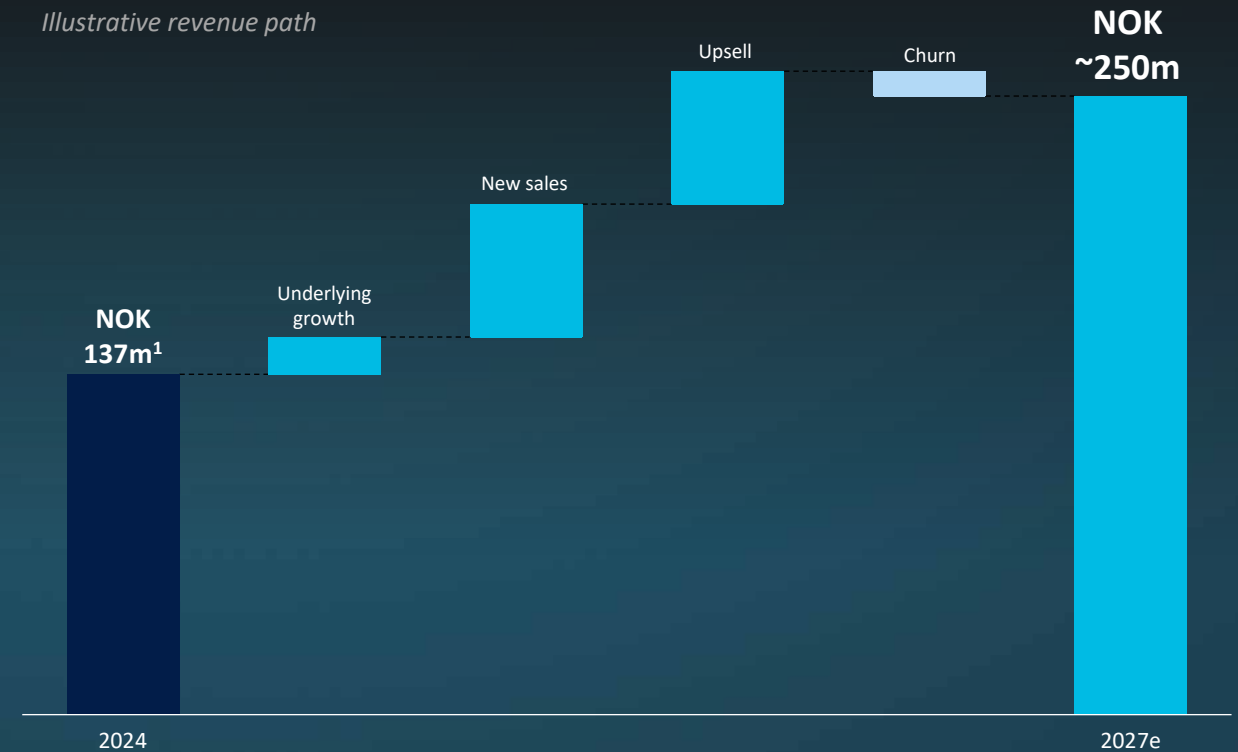 Illustrative revenue path
NOK
137m¹
Underlying
growth
New sales
Upsell
Churn
NOK
~250m
2024
2027e